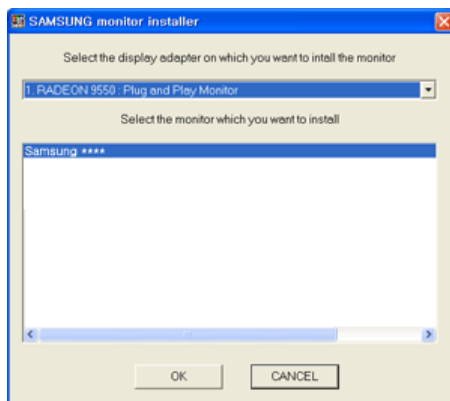 SAMSUNG monitor installer
Select the display adapter on which you want to intall the monitor
1. RADEON 9550 : Plug and Play Monitor
Select the monitor which you want to install
Samsung ****
OK CANCEL